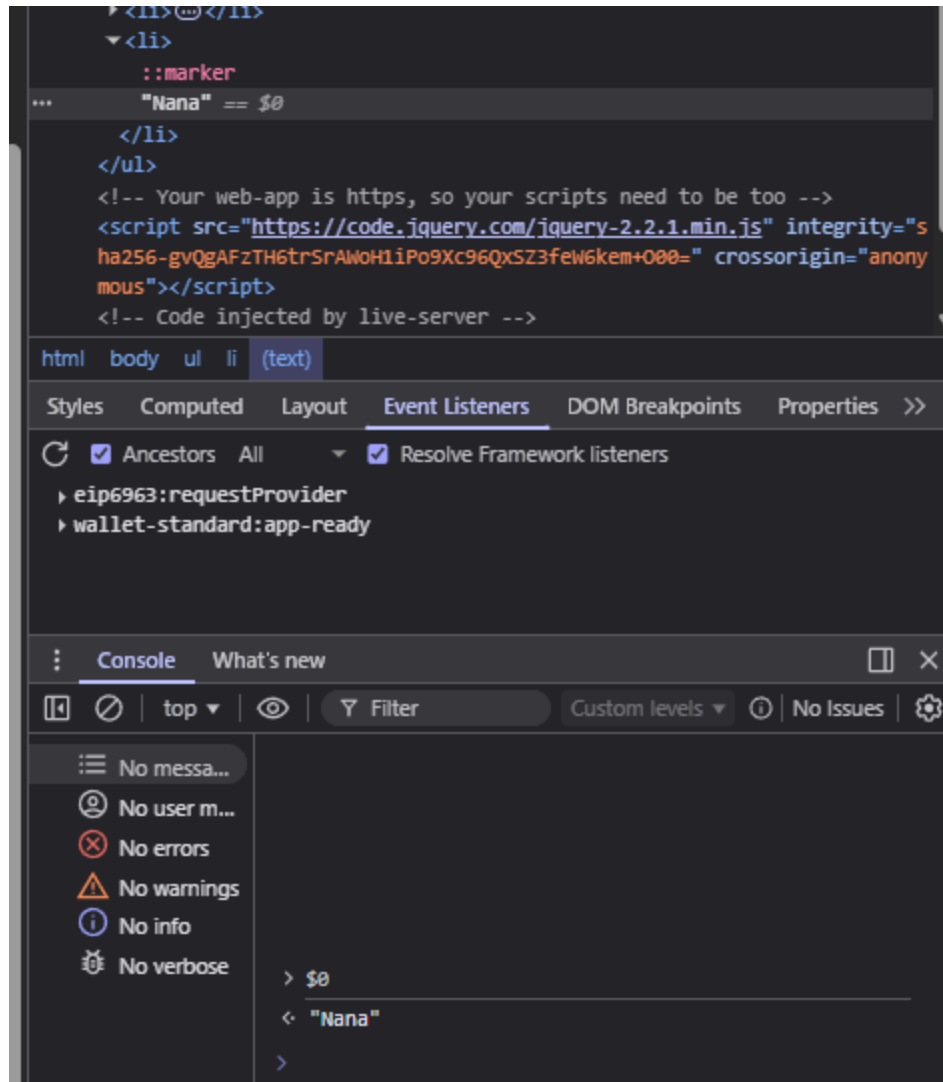 <li>…</li>
<li>
::marker
"Nana" == $0
</li>
</ul>
<!-- Your web-app is https, so your scripts need to be too -->
<script src="https://code.jquery.com/jquery-2.2.1.min.js" integrity="s
ha256-gvQgAFzTH6trSrAWoH1iPo9Xc96QxSZ3feW6kem+O00=" crossorigin="anony
mous"></script>
<!-- Code injected by live-server -->
html body ul li (text)
Styles Computed Layout Event Listeners DOM Breakpoints Properties >>
Ancestors All Resolve Framework listeners
eip6963:requestProvider
wallet-standard:app-ready
Console What's new
top Filter Custom levels No Issues
No messa...
No user m...
No errors
No warnings
No info
No verbose
> $0
"Nana"
>